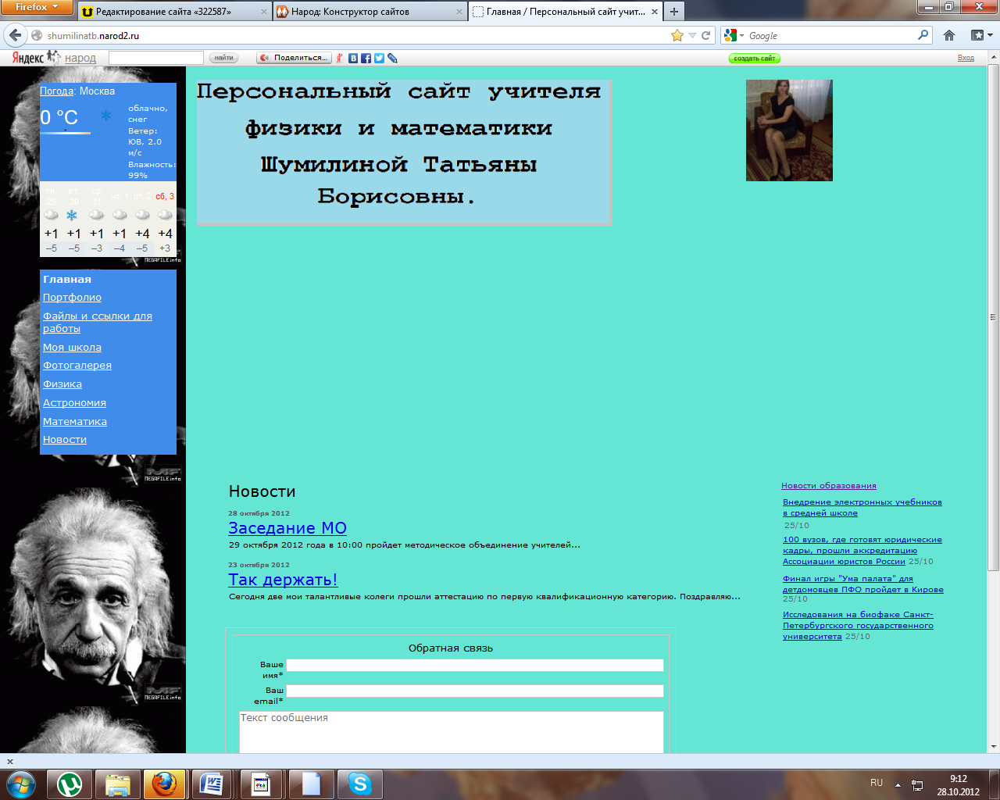 Firefox
Редактирование сайта «322587»
Народ: Конструктор сайтов
Главная / Персональный сайт учит...
shumilinatb.narod2.ru
Google
Яндекс народ
найти
Поделиться...
создать сайт
Вход
Погода: Москва
0 °C
облачно,
снег
Ветер:
ЮВ, 2.0
м/с
Влажность:
99%
пн, 29 вт, 30 ср, 31 чт, 1 пт, 2 сб, 3
+1 +1 +1 +1 +4 +4
−5 −5 −3 −4 −5 +3
MEGAFILE.info
Главная
Портфолио
Файлы и ссылки для
работы
Моя школа
Фотогалерея
Физика
Астрономия
Математика
Новости
MEGAFILE.info
MEGAFILE.info
Персональный сайт учителя
физики и математики
Шумилиной Татьяны
Борисовны.
Новости
28 октября 2012
Заседание МО
29 октября 2012 года в 10:00 пройдет методическое объединение учителей...
23 октября 2012
Так держать!
Сегодня две мои талантливые колеги прошли аттестацию по первую квалификационную категорию. Поздравляю...
Обратная связь
Ваше
имя*
Ваш
email*
Текст сообщения
Новости образования
Внедрение электронных учебников
в средней школе
25/10
100 вузов, где готовят юридические
кадры, прошли аккредитацию
Ассоциации юристов России 25/10
Финал игры "Ума палата" для
детдомовцев ПФО пройдет в Кирове
25/10
Исследования на биофаке Санкт-
Петербургского государственного
университета 25/10
RU
9:12
28.10.2012